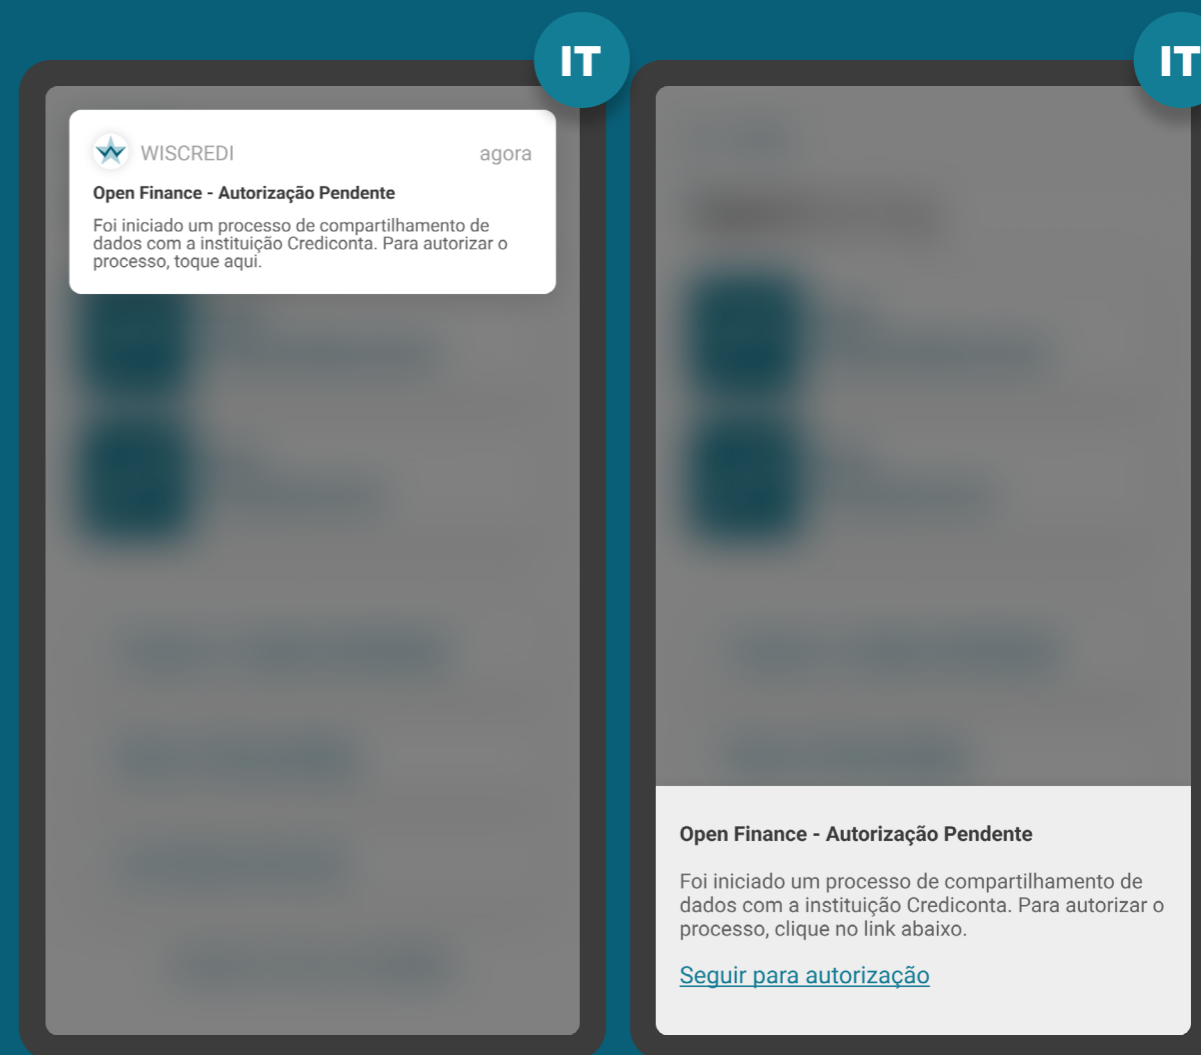 IT
WISCREDI
agora
Open Finance - Autorização Pendente
Foi iniciado um processo de compartilhamento de
dados com a instituição Crediconta. Para autorizar o
processo, toque aqui.
IT
Open Finance - Autorização Pendente
Foi iniciado um processo de compartilhamento de
dados com a instituição Crediconta. Para autorizar o
processo, clique no link abaixo.
Seguir para autorização